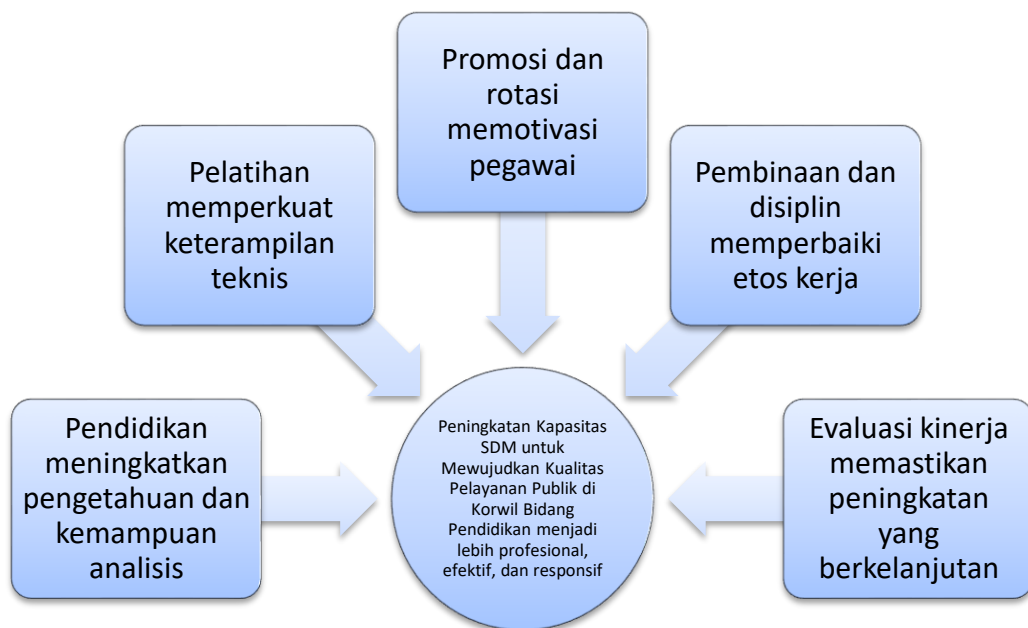 Promosi dan
rotasi
memotivasi
pegawai
Pelatihan
memperkuat
keterampilan
teknis
Pembinaan dan
disiplin
memperbaiki
etos kerja
Pendidikan
meningkatkan
pengetahuan dan
kemampuan
analisis
Peningkatan Kapasitas
SDM untuk
Mewujudkan Kualitas
Pelayanan Publik di
Korwil Bidang
Pendidikan menjadi
lebih profesional,
efektif, dan responsif
Evaluasi kinerja
memastikan
peningkatan
yang
berkelanjutan